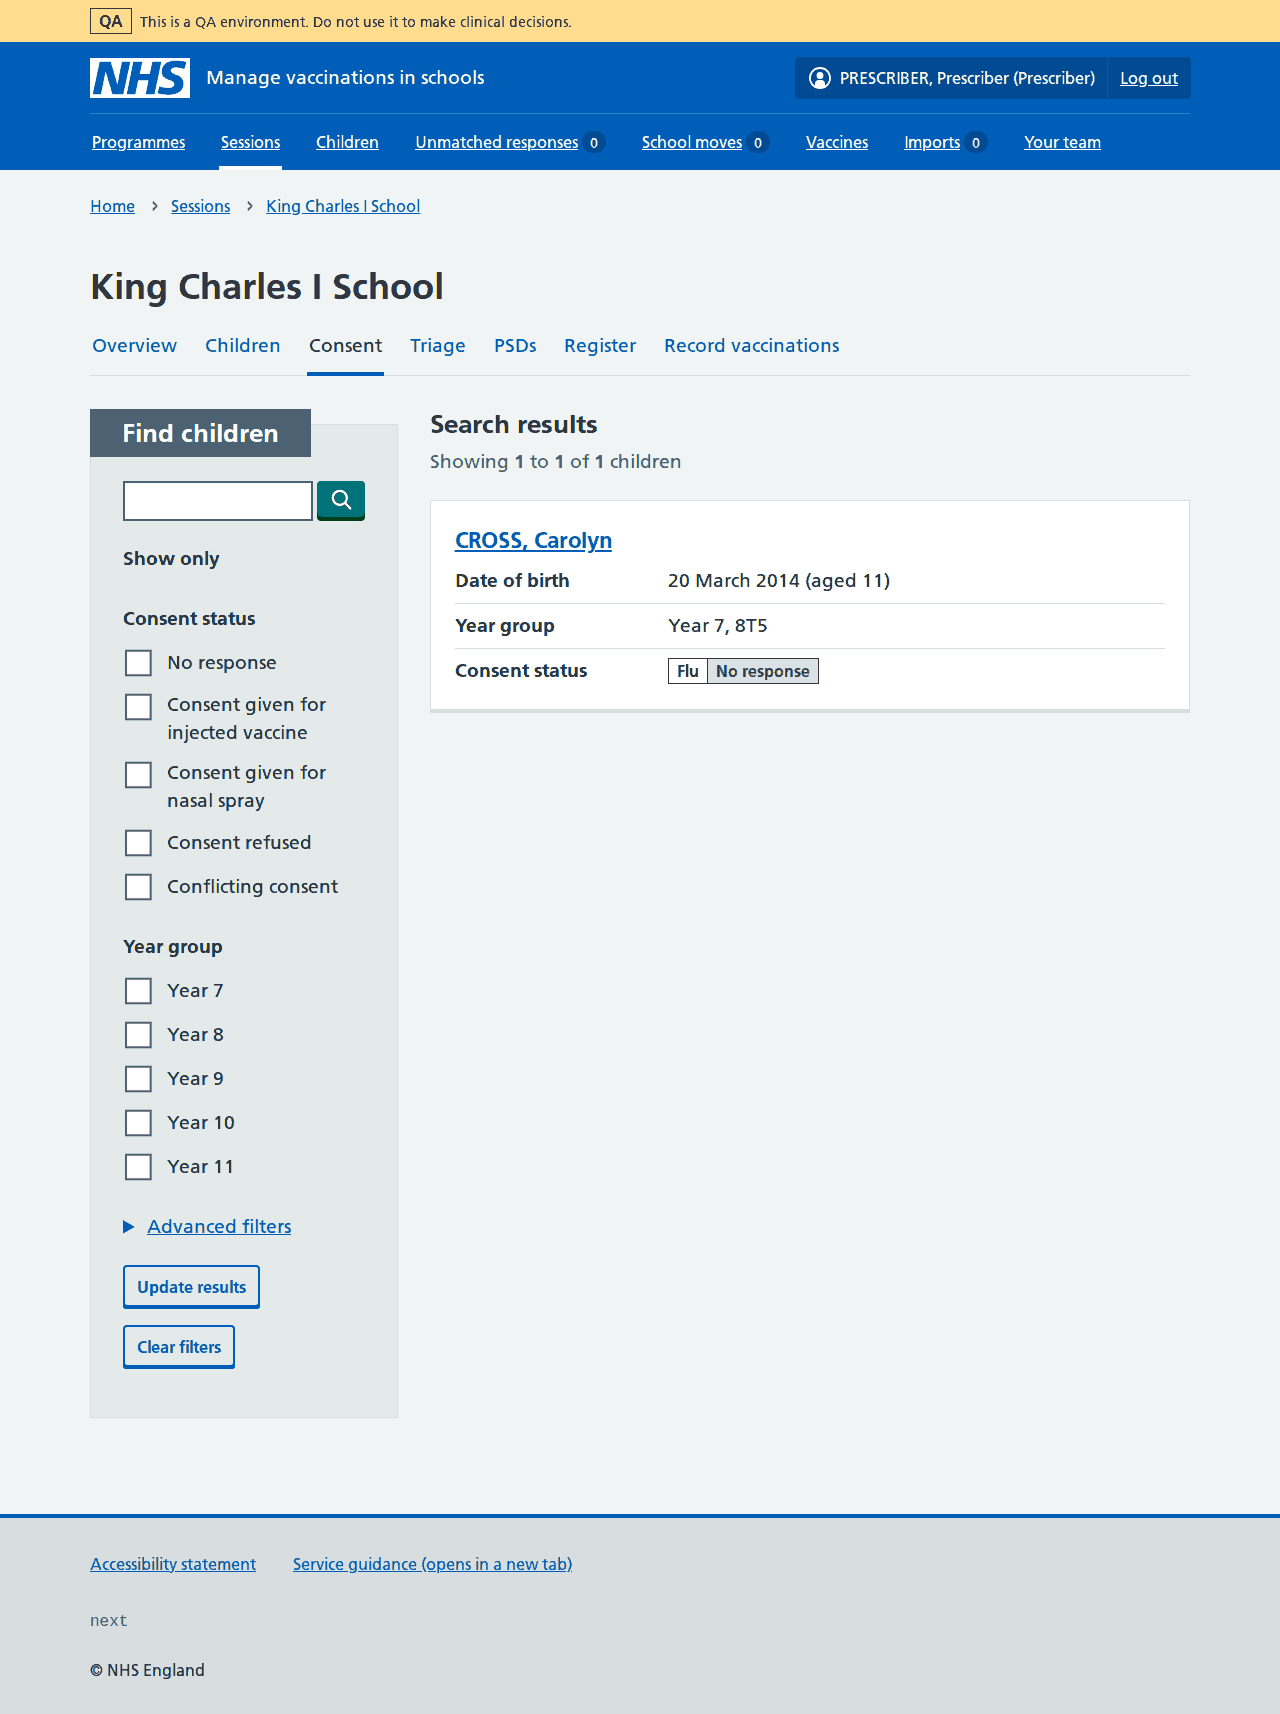 QA This is a QA environment. Do not use it to make clinical decisions.
NHS Manage vaccinations in schools PRESCRIBER, Prescriber (Prescriber) Log out
Programmes Sessions Children Unmatched responses 0 School moves 0 Vaccines Imports 0 Your team
Home Sessions King Charles I School
King Charles I School
Overview Children Consent Triage PSDs Register Record vaccinations
Find children
Show only
Consent status
No response
Consent given for
injected vaccine
Consent given for
nasal spray
Consent refused
Conflicting consent
Year group
Year 7
Year 8
Year 9
Year 10
Year 11
Advanced filters
Update results
Clear filters
Search results
Showing 1 to 1 of 1 children
CROSS, Carolyn
Date of birth 20 March 2014 (aged 11)
Year group Year 7, 8T5
Consent status Flu No response
Accessibility statement Service guidance (opens in a new tab)
next
© NHS England